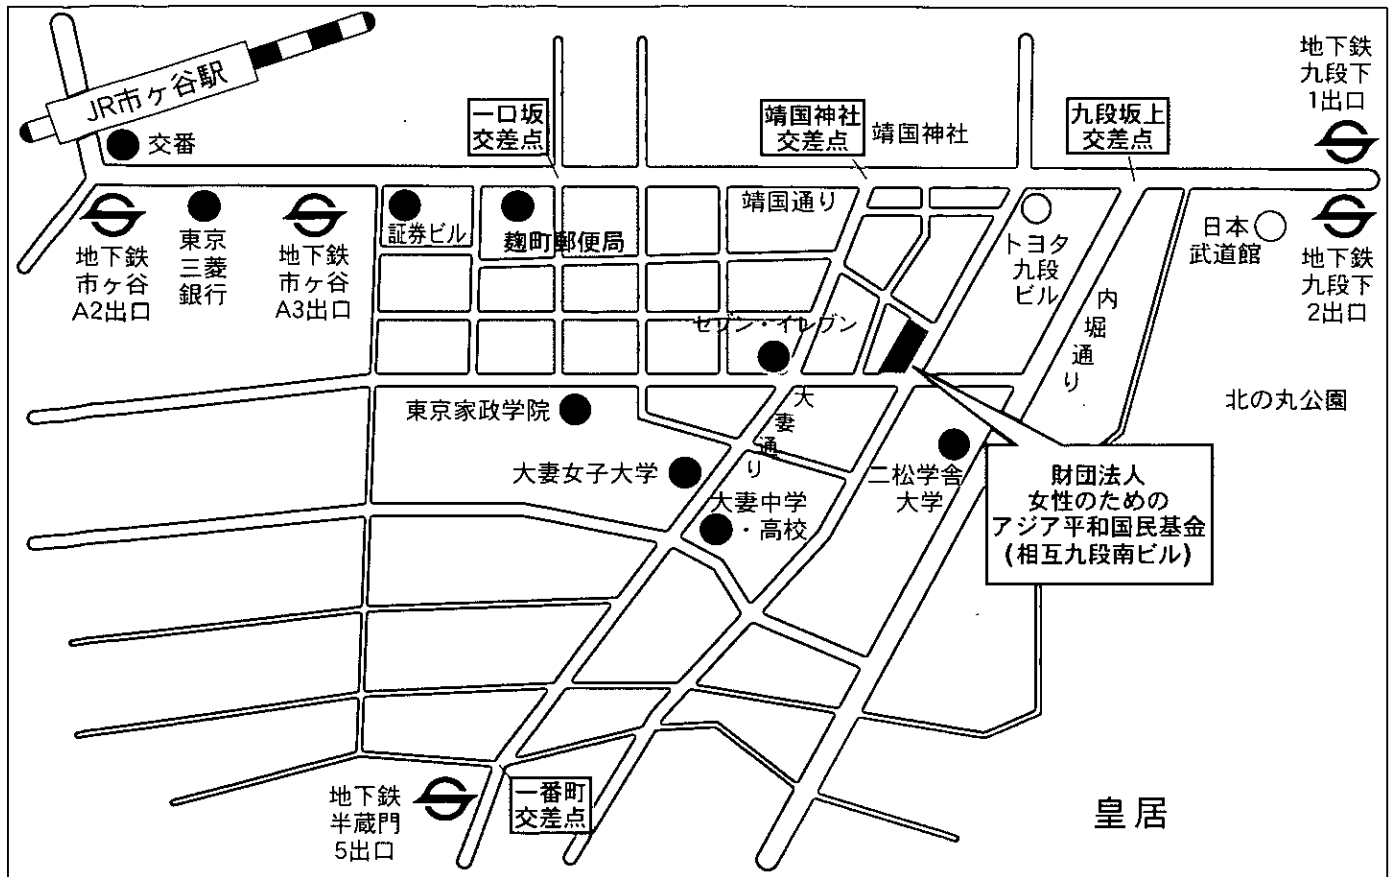 JR市ヶ谷駅
交番
一口坂
交差点
靖国神社
交差点
靖国神社
九段坂上
交差点
地下鉄
九段下
1出口
地下鉄
市ヶ谷
A2出口
東京
三菱
銀行
地下鉄
市ヶ谷
A3出口
証券ビル
麹町郵便局
靖国通り
トヨタ
九段
ビル
日本
武道館
地下鉄
九段下
2出口
内堀通り
セブン・イレブン
東京家政学院
大妻通り
北の丸公園
大妻女子大学
大妻中学
・高校
二松学舎
大学
財団法人
女性のための
アジア平和国民基金
(相互九段南ビル)
地下鉄
半蔵門
5出口
一番町
交差点
皇居